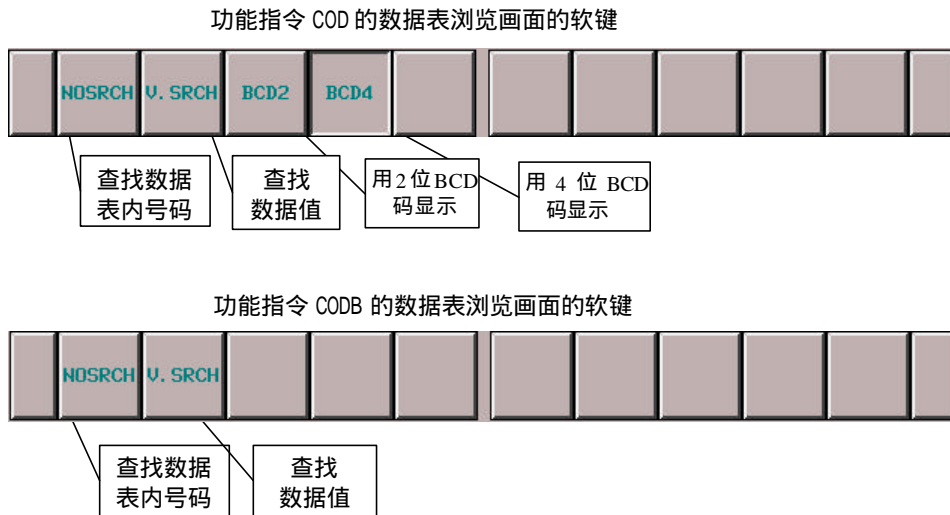 功能指令 COD 的数据表浏览画面的软键
NOSRCH V.SRCH BCD2 BCD4
查找数据
表内号码
查找
数据值
用2位BCD
码显示
用 4 位 BCD
码显示
功能指令 CODB 的数据表浏览画面的软键
NOSRCH V.SRCH
查找数据
表内号码
查找
数据值